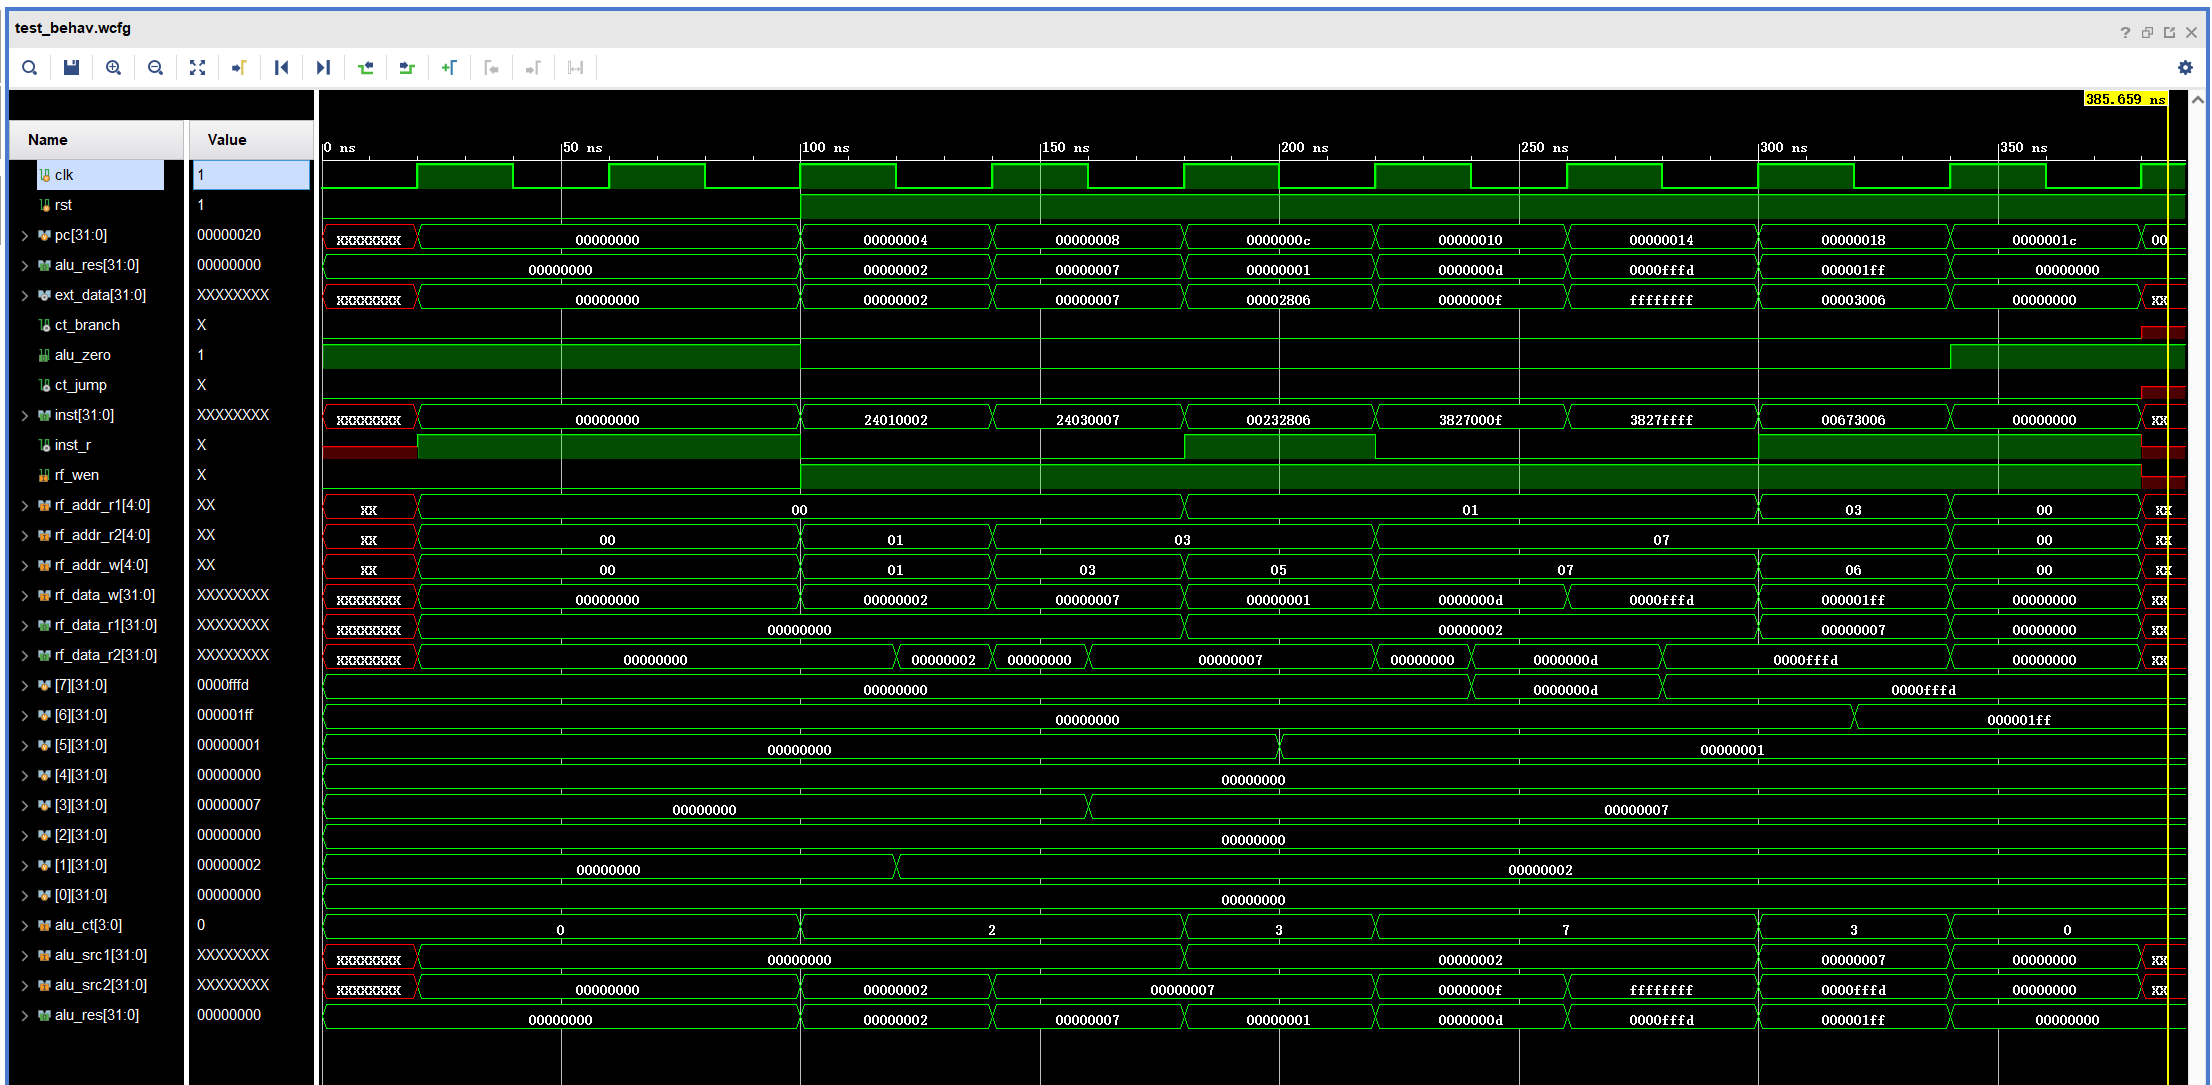 test_behav.wcfg
385.659 ns
Name Value
0 ns 50 ns 100 ns 150 ns 200 ns 250 ns 300 ns 350 ns
clk 1
rst 1
pc[31:0] 00000020 XXXXXXXX 00000000 00000004 00000008 0000000c 00000010 00000014 00000018 0000001c 00
alu_res[31:0] 00000000 00000000 00000002 00000007 00000001 0000000d 0000fffd 000001ff 00000000
ext_data[31:0] XXXXXXXX XXXXXXXX 00000000 00000002 00000007 00002806 0000000f ffffffff 00003006 00000000 XX
ct_branch X
alu_zero 1
ct_jump X
inst[31:0] XXXXXXXX XXXXXXXX 00000000 24010002 24030007 00232806 3827000f 3827ffff 00673006 00000000 XX
inst_r X
rf_wen X
rf_addr_r1[4:0] XX XX 00 01 03 00 XX
rf_addr_r2[4:0] XX XX 00 01 03 07 00 XX
rf_addr_w[4:0] XX XX 00 01 03 05 07 06 00 XX
rf_data_w[31:0] XXXXXXXX XXXXXXXX 00000000 00000002 00000007 00000001 0000000d 0000fffd 000001ff 00000000 XX
rf_data_r1[31:0] XXXXXXXX XXXXXXXX 00000000 00000002 00000007 00000000 XX
rf_data_r2[31:0] XXXXXXXX XXXXXXXX 00000000 00000002 00000000 00000007 00000000 0000000d 0000fffd 00000000 XX
[7][31:0] 0000fffd 00000000 0000000d 0000fffd
[6][31:0] 000001ff 00000000 000001ff
[5][31:0] 00000001 00000000 00000001
[4][31:0] 00000000 00000000
[3][31:0] 00000007 00000000 00000007
[2][31:0] 00000000 00000000
[1][31:0] 00000002 00000000 00000002
[0][31:0] 00000000 00000000
alu_ct[3:0] 0 0 2 3 7 3 0
alu_src1[31:0] XXXXXXXX XXXXXXXX 00000000 00000002 00000007 00000000 XX
alu_src2[31:0] XXXXXXXX XXXXXXXX 00000000 00000002 00000007 0000000f ffffffff 0000fffd 00000000 XX
alu_res[31:0] 00000000 00000000 00000002 00000007 00000001 0000000d 0000fffd 000001ff 00000000